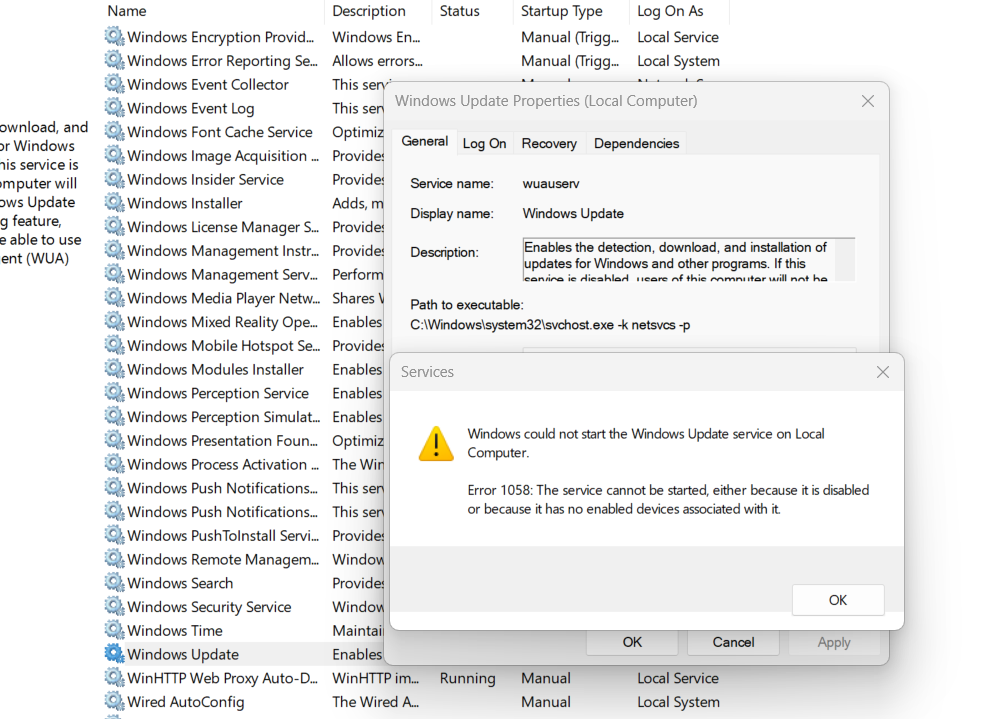 Name Description Status Startup Type Log On As
Windows Encryption Provid... Windows En... Manual (Trigg... Local Service
Windows Error Reporting Se... Allows errors... Manual (Trigg... Local System
Windows Event Collector This servi
Windows Event Log This ser
Windows Font Cache Service Optimiz
Windows Image Acquisition ... Provides
Windows Insider Service Provides
Windows Installer Adds, m
Windows License Manager S... Provides
Windows Management Instr... Provides
Windows Management Serv... Perform
Windows Media Player Netw... Shares W
Windows Mixed Reality Ope... Enables
Windows Mobile Hotspot Se... Provides
Windows Modules Installer Enables
Windows Perception Service Enables
Windows Perception Simulat... Enables
Windows Presentation Foun... Optimiz
Windows Process Activation ... The Win
Windows Push Notifications... This ser
Windows Push Notifications... This ser
Windows PushToInstall Servi... Provides
Windows Remote Managem... Window
Windows Search Provides
Windows Security Service Window
Windows Time Maintai
Windows Update Enables
WinHTTP Web Proxy Auto-D... WinHTTP im... Running Manual Local Service
Wired AutoConfig The Wired A... Manual Local System
ownload, and
or Windows
his service is
omputer will
ows Update
g feature,
e able to use
ent (WUA)
Windows Update Properties (Local Computer)
General Log On Recovery Dependencies
Service name: wuauserv
Display name: Windows Update
Description: Enables the detection, download, and installation of
updates for Windows and other programs. If this
service is disabled, users of this computer will not be
Path to executable:
C:\Windows\system32\svchost.exe -k netsvcs -p
Services
Windows could not start the Windows Update service on Local
Computer.
Error 1058: The service cannot be started, either because it is disabled
or because it has no enabled devices associated with it.
OK
OK Cancel Apply